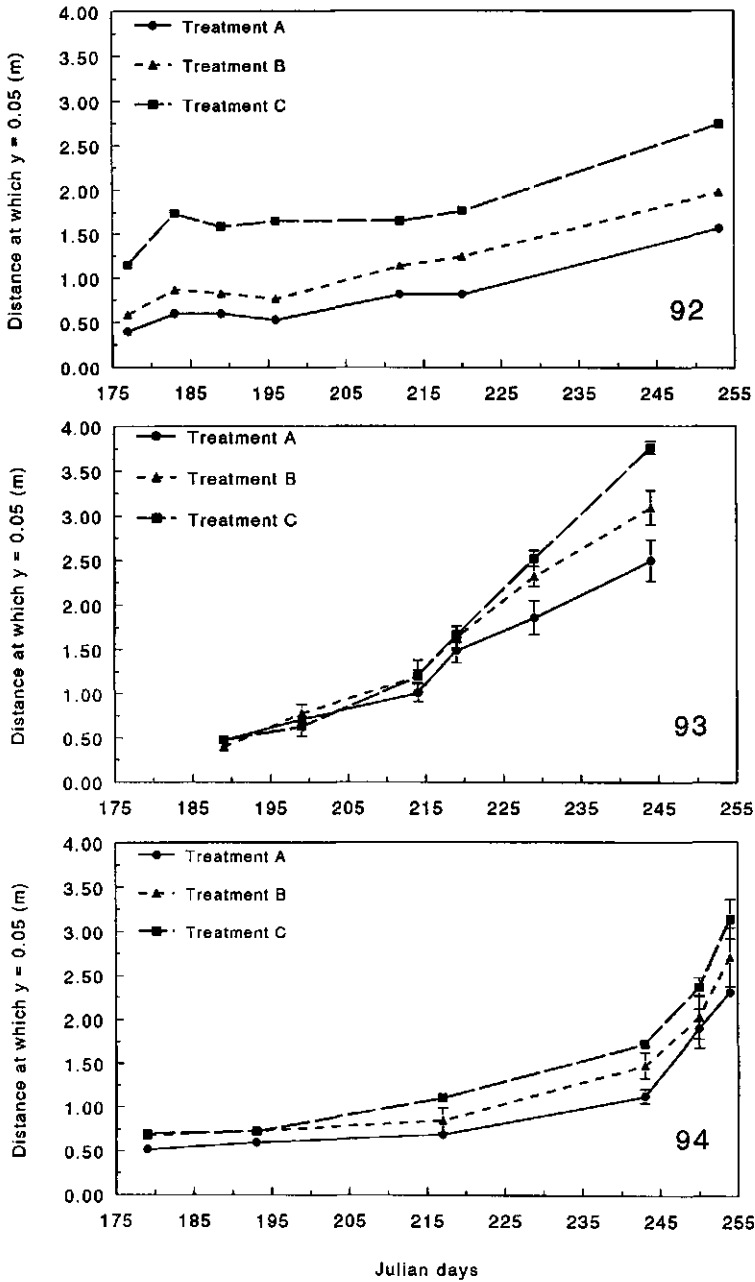 4.00
Treatment A
3.50
Treatment B
3.00
Treatment C
2.50
2.00
1.50
1.00
0.50
0.00
Distance at which y = 0.05 (m)
92
175 185 195 205 215 225 235 245 255
4.00
Treatment A
3.50
Treatment B
3.00
Treatment C
2.50
2.00
1.50
1.00
0.50
0.00
Distance at which y = 0.05 (m)
93
175 185 195 205 215 225 235 245 255
4.00
Treatment A
3.50
Treatment B
3.00
Treatment C
2.50
2.00
1.50
1.00
0.50
0.00
Distance at which y = 0.05 (m)
94
175 185 195 205 215 225 235 245 255
Julian days